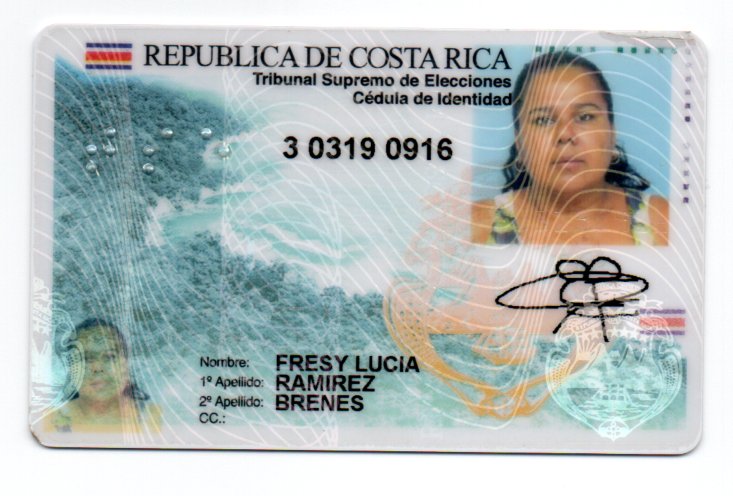 REPUBLICA DE COSTA RICA
Tribunal Supremo de Elecciones
Cédula de Identidad
3 0319 0916
Nombre: FRESY LUCIA
1º Apellido: RAMIREZ
2º Apellido: BRENES
CC.: